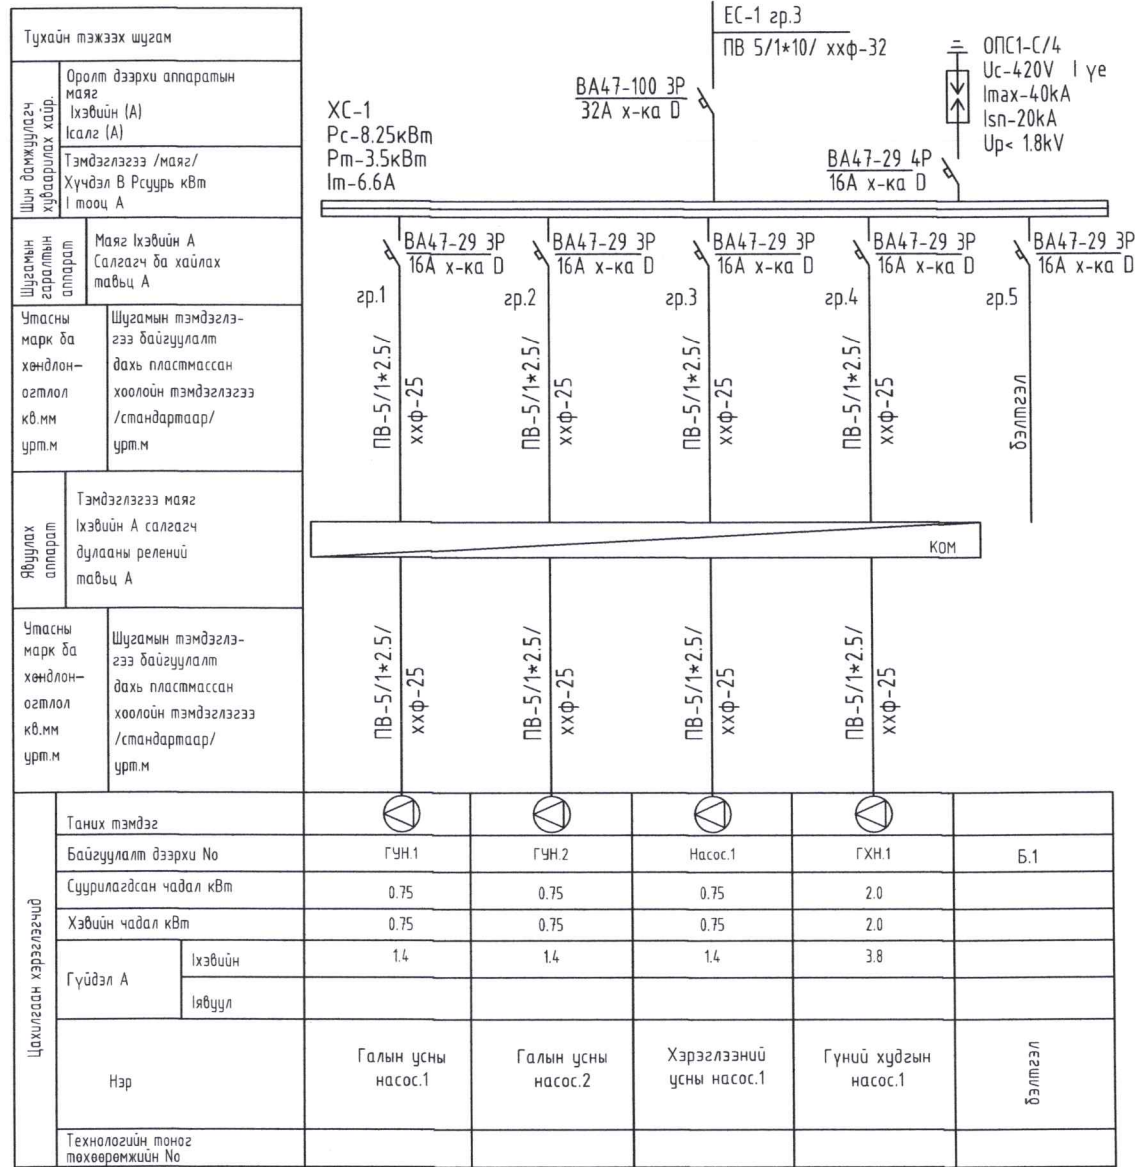 Тухайн тэжээх шугам
Шин дамжуулагч
хуваарилах хайр.
Оролт дээрхи аппаратын
маяг
Iхэвийн (А)
Iсалг (А)
Тэмдэглэгээ /маяг/
Хүчдэл В Рсуурь кВт
I тооц А
Шугамын
гаралтын
аппарат
Маяг Iхэвийн А
Салгагч ба хайлах
тавьц А
Утасны
марк ба
хөндлөн-
огтлол
кв.мм
урт.м
Шугамын тэмдэглэ-
гээ байгуулалт
дахь пластмассан
хоолойн тэмдэглэгээ
/стандартаар/
урт.м
Явуулах
аппарат
Тэмдэглэгээ маяг
Iхэвийн А салгагч
дулааны релений
тавьц А
Утасны
марк ба
хөндлөн-
огтлол
кв.мм
урт.м
Шугамын тэмдэглэ-
гээ байгуулалт
дахь пластмассан
хоолойн тэмдэглэгээ
/стандартаар/
урт.м
ЕС-1 гр.3
ПВ 5/1*10/ ххф-32
ВА47-100 3Р
32А х-ка D
ОПС1-С/4
Uc-420V I үе
Imax-40kA
Isn-20kA
Up< 1.8kV
ВА47-29 4Р
16А х-ка D
ХС-1
Рс-8.25кВт
Рт-3.5кВт
Im-6.6А
ВА47-29 3Р
16А х-ка D
ВА47-29 3Р
16А х-ка D
ВА47-29 3Р
16А х-ка D
ВА47-29 3Р
16А х-ка D
ВА47-29 3Р
16А х-ка D
гр.1
гр.2
гр.3
гр.4
гр.5
ПВ-5/1*2.5/
ххф-25
ПВ-5/1*2.5/
ххф-25
ПВ-5/1*2.5/
ххф-25
ПВ-5/1*2.5/
ххф-25
бэлтгэл
КОМ
ПВ-5/1*2.5/
ххф-25
ПВ-5/1*2.5/
ххф-25
ПВ-5/1*2.5/
ххф-25
ПВ-5/1*2.5/
ххф-25
Цахилгаан хэрэглэгчид
Таних тэмдэг
Байгуулалт дээрхи No ГУН.1 ГУН.2 Насос.1 ГХН.1 Б.1
Суурилагдсан чадал кВт 0.75 0.75 0.75 2.0
Хэвийн чадал кВт 0.75 0.75 0.75 2.0
Гүйдэл А
Iхэвийн 1.4 1.4 1.4 3.8
Iявуул
Нэр
Галын усны
насос.1
Галын усны
насос.2
Хэрэглээний
усны насос.1
Гүний худгын
насос.1
бэлтгэл
Технологийн тоног
төхөөрөмжийн No